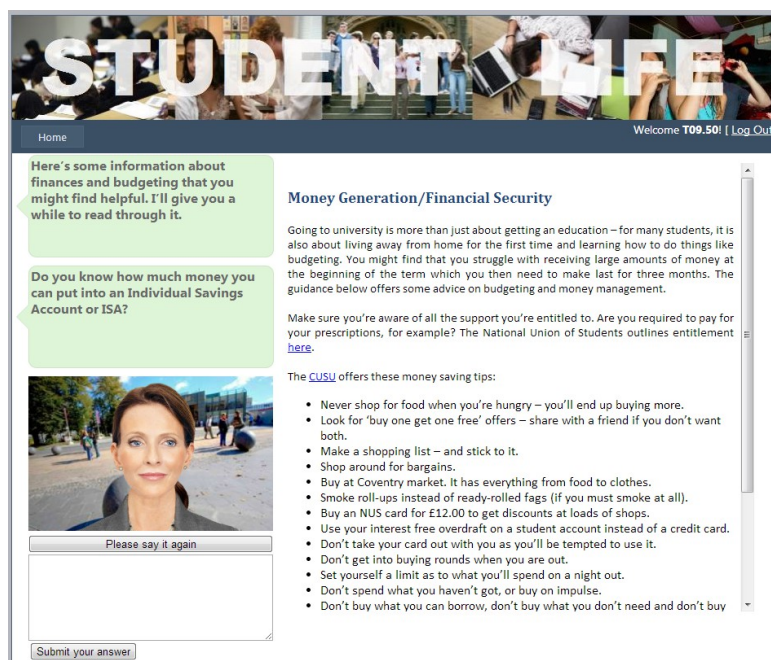 STUDENT LIFE
Home
Welcome T09.50! [ Log Out
Here's some information about
finances and budgeting that you
might find helpful. I'll give you a
while to read through it.
Do you know how much money you
can put into an Individual Savings
Account or ISA?
Please say it again
Submit your answer
Money Generation/Financial Security
Going to university is more than just about getting an education – for many students, it is
also about living away from home for the first time and learning how to do things like
budgeting. You might find that you struggle with receiving large amounts of money at
the beginning of the term which you then need to make last for three months. The
guidance below offers some advice on budgeting and money management.
Make sure you're aware of all the support you're entitled to. Are you required to pay for
your prescriptions, for example? The National Union of Students outlines entitlement
here.
The CUSU offers these money saving tips:
• Never shop for food when you're hungry – you'll end up buying more.
• Look for 'buy one get one free' offers – share with a friend if you don't want
both.
• Make a shopping list – and stick to it.
• Shop around for bargains.
• Buy at Coventry market. It has everything from food to clothes.
• Smoke roll-ups instead of ready-rolled fags (if you must smoke at all).
• Buy an NUS card for £12.00 to get discounts at loads of shops.
• Use your interest free overdraft on a student account instead of a credit card.
• Don't take your card out with you as you'll be tempted to use it.
• Don't get into buying rounds when you are out.
• Set yourself a limit as to what you'll spend on a night out.
• Don't spend what you haven't got, or buy on impulse.
• Don't buy what you can borrow, don't buy what you don't need and don't buy